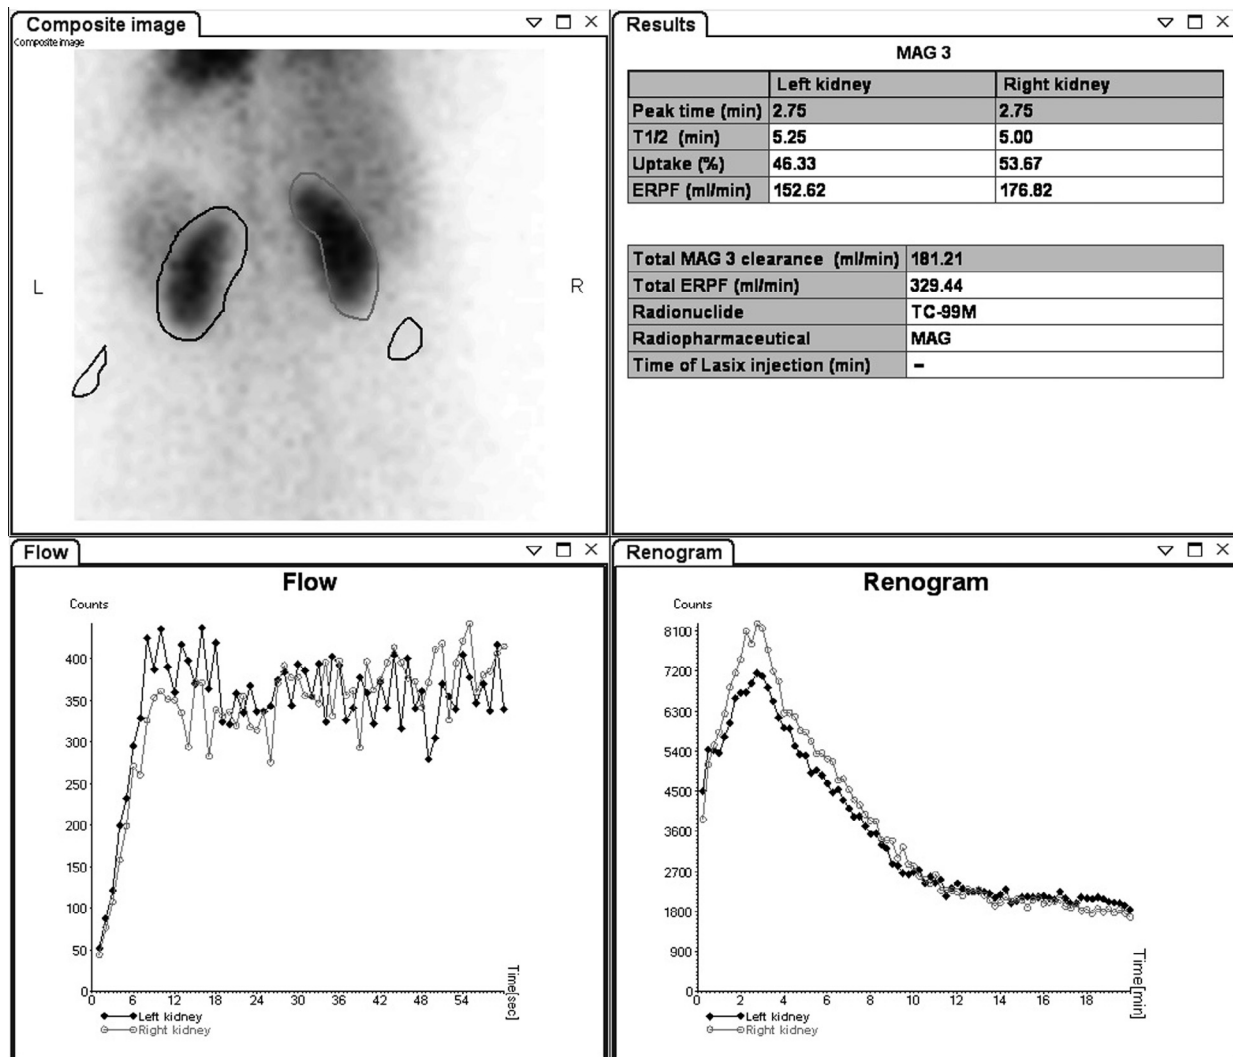 Composite image
Composite image
L
R
Results
MAG 3
Left kidney Right kidney
Peak time (min) 2.75 2.75
T1/2 (min) 5.25 5.00
Uptake (%) 46.33 53.67
ERPF (ml/min) 152.62 176.82
Total MAG 3 clearance (ml/min) 181.21
Total ERPF (ml/min) 329.44
Radionuclide TC-99M
Radiopharmaceutical MAG
Time of Lasix injection (min) –
Flow
Flow
Counts
400
350
300
250
200
150
100
50
0
0 6 12 18 24 30 36 42 48 54
Time[sec]
Left kidney
Right kidney
Renogram
Renogram
Counts
8100
7200
6300
5400
4500
3600
2700
1800
900
0
0 2 4 6 8 10 12 14 16 18
Time[min]
Left kidney
Right kidney